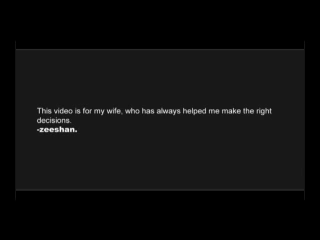 This video is for my wife, who has always helped me make the right
decisions.
-zeeshan.